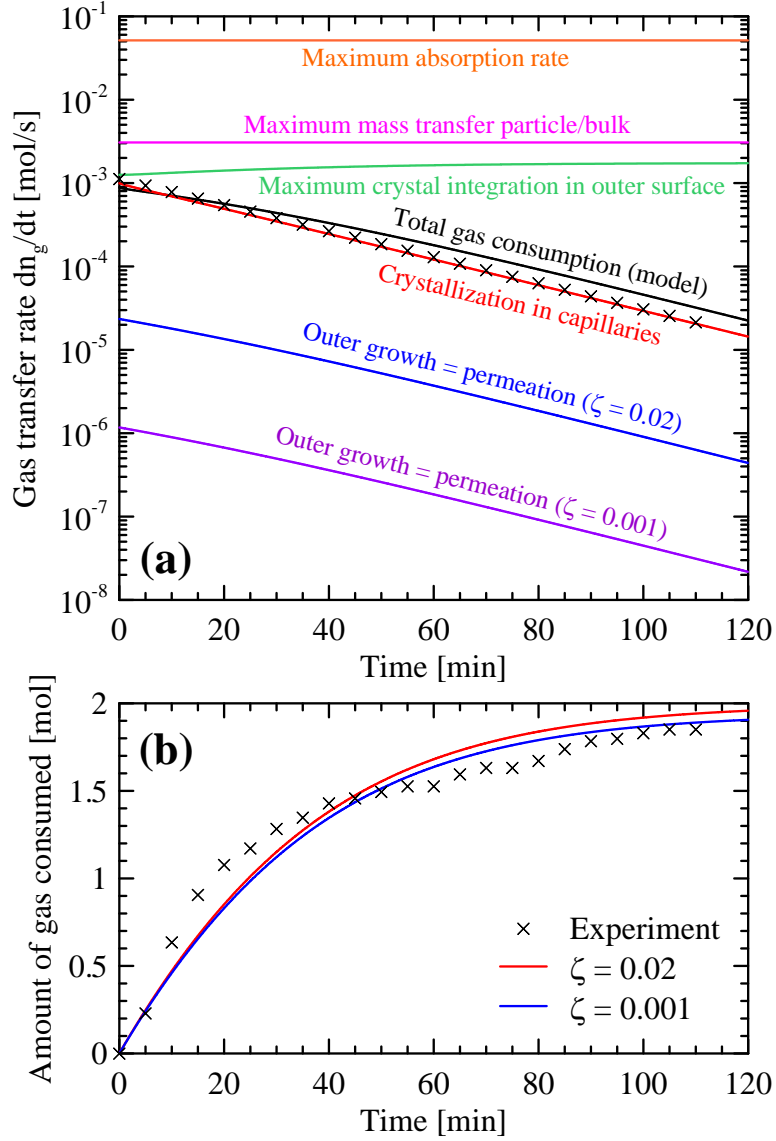 10⁻¹
Maximum absorption rate
10⁻²
Maximum mass transfer particle/bulk
10⁻³
Maximum crystal integration in outer surface
Total gas consumption (model)
10⁻⁴
Crystallization in capillaries
10⁻⁵
Outer growth = permeation (ζ = 0.02)
10⁻⁶
Outer growth = permeation (ζ = 0.001)
10⁻⁷
(a)
10⁻⁸
Gas transfer rate dn_g/dt [mol/s]
0 20 40 60 80 100 120
Time [min]
2
(b)
1.5
1
Experiment
0.5
ζ = 0.02
ζ = 0.001
0
Amount of gas consumed [mol]
0 20 40 60 80 100 120
Time [min]